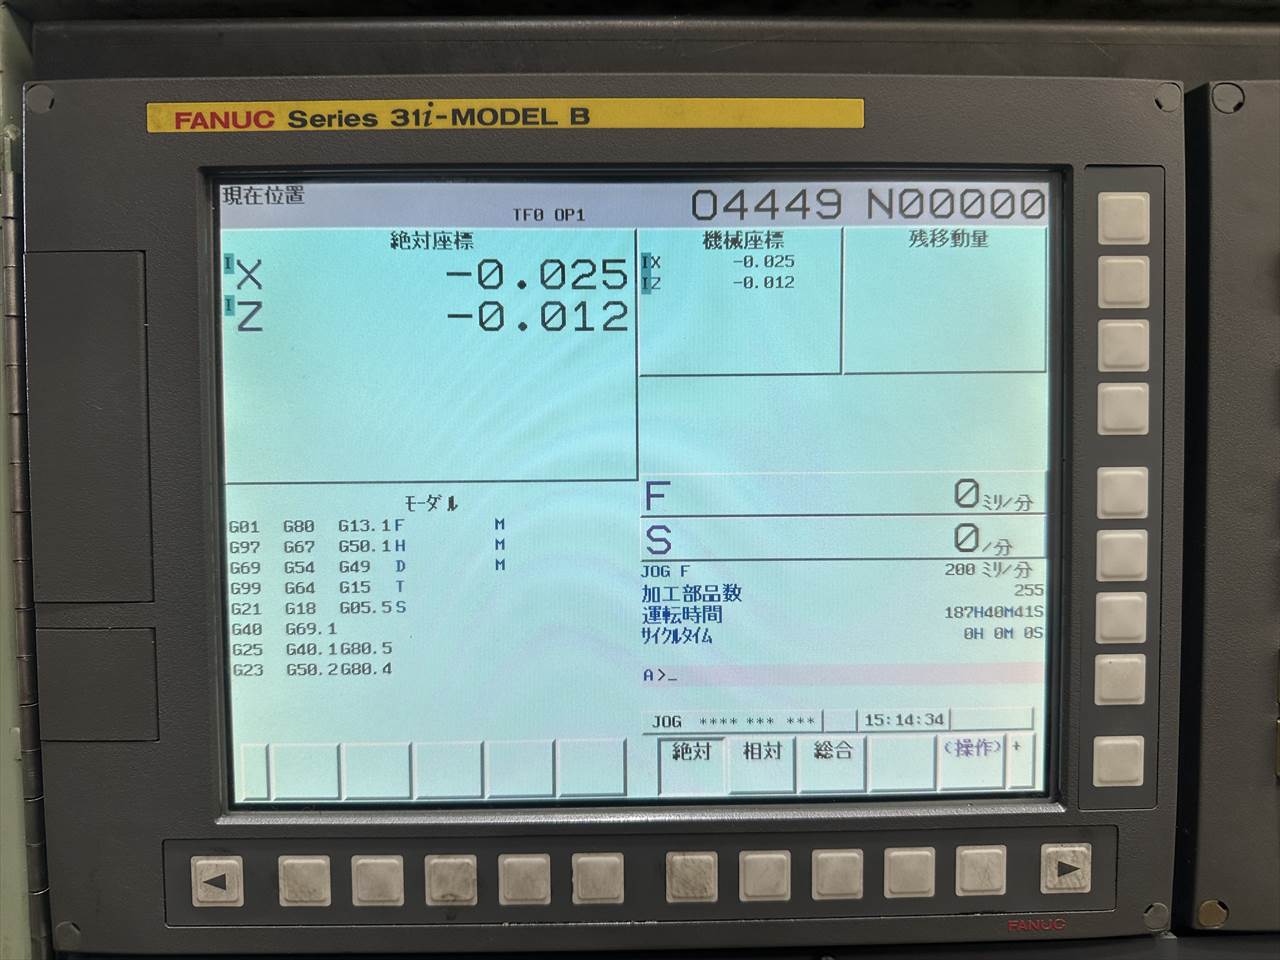 FANUC Series 31i-MODEL B
現在位置
TF0 OP1
O4449 N00000
絶対座標
I X -0.025
I Z -0.012
機械座標
IX -0.025
IZ -0.012
残移動量
モーダル
G01 G80 G13.1 F M
G97 G67 G50.1 H M
G69 G54 G49 D M
G99 G64 G15 T
G21 G18 G05.5 S
G40 G69.1
G25 G40.1 G80.5
G23 G50.2 G80.4
F 0 ミリ/分
S 0 /分
JOG F 200 ミリ/分
加工部品数 255
運転時間 187H40M41S
サイクルタイム 0H 0M 0S
A>_
JOG **** *** *** 15:14:34
絶対 相対 総合 (操作) +
FANUC